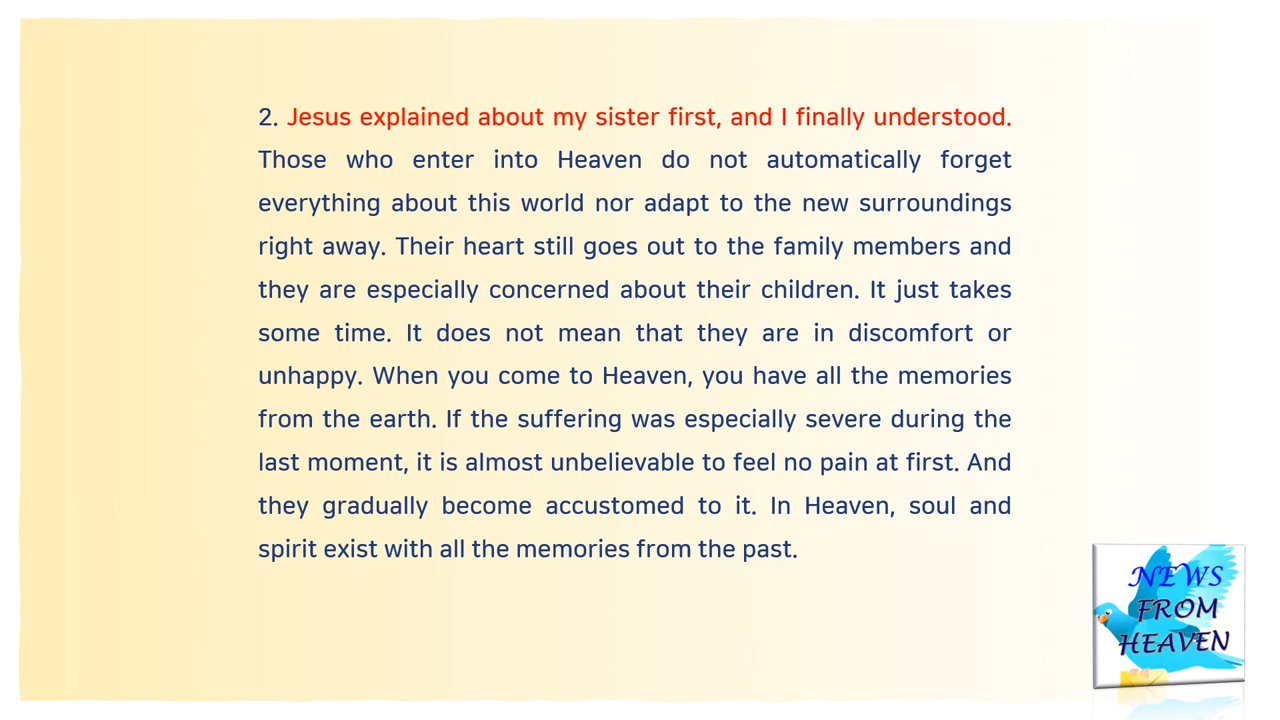 2. Jesus explained about my sister first, and I finally understood.
Those who enter into Heaven do not automatically forget
everything about this world nor adapt to the new surroundings
right away. Their heart still goes out to the family members and
they are especially concerned about their children. It just takes
some time. It does not mean that they are in discomfort or
unhappy. When you come to Heaven, you have all the memories
from the earth. If the suffering was especially severe during the
last moment, it is almost unbelievable to feel no pain at first. And
they gradually become accustomed to it. In Heaven, soul and
spirit exist with all the memories from the past.
NEWS
FROM
HEAVEN